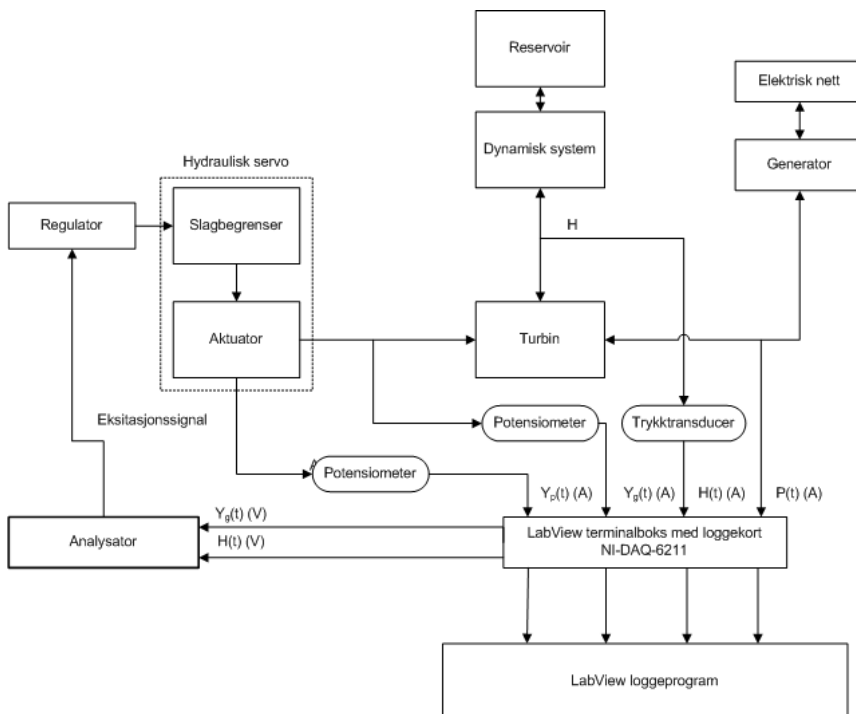 Reservoir
Elektrisk nett
Dynamisk system
Generator
Hydraulisk servo
Regulator
Slagbegrenser
H
Aktuator
Turbin
Eksitasjonssignal
Potensiometer
Trykktransducer
Potensiometer
Yp(t) (A)
Yg(t) (A)
H(t) (A)
P(t) (A)
Yg(t) (V)
Analysator
H(t) (V)
LabView terminalboks med loggekort
NI-DAQ-6211
LabView loggeprogram